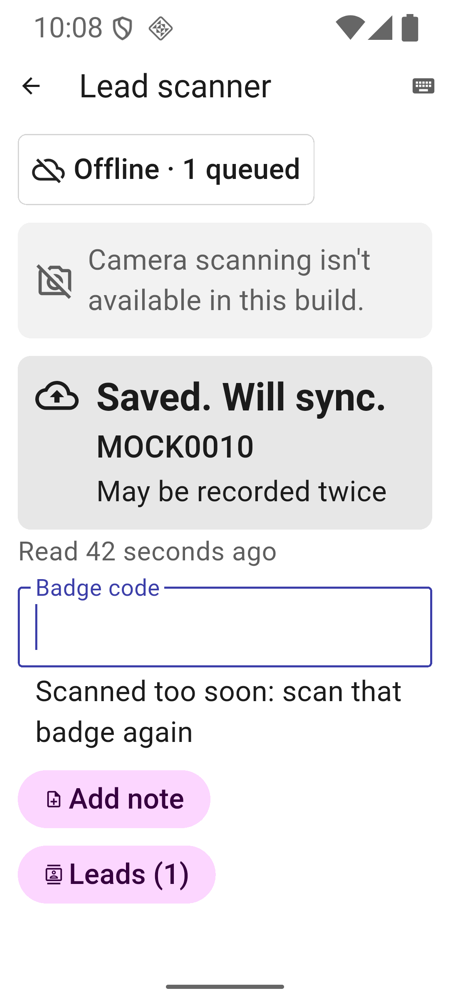 10:08
Lead scanner
Offline · 1 queued
Camera scanning isn't
available in this build.
Saved. Will sync.
MOCK0010
May be recorded twice
Read 42 seconds ago
Badge code
Scanned too soon: scan that
badge again
Add note
Leads (1)